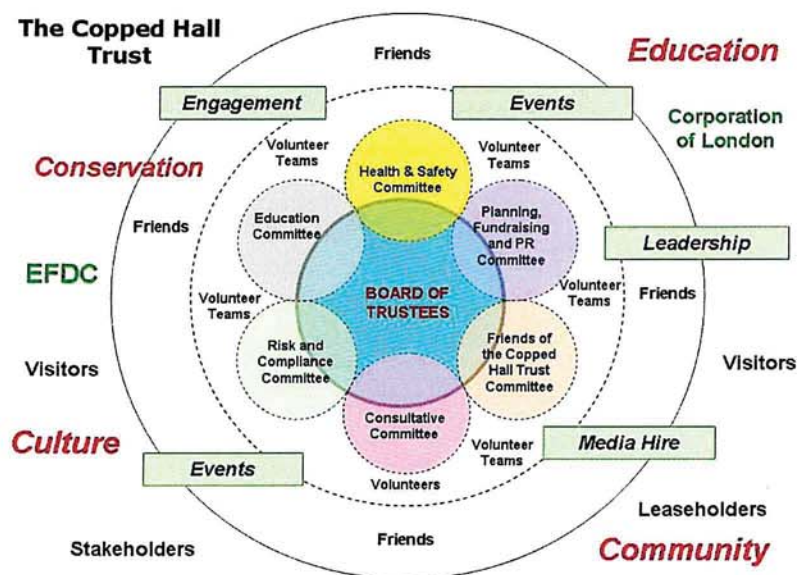 The Copped Hall
Trust
Friends
Education
Engagement
Events
Corporation
of London
Volunteer
Teams
Volunteer
Teams
Conservation
Health & Safety
Committee
Friends
Education
Committee
Planning,
Fundraising
and PR
Committee
Leadership
EFDC
BOARD OF
TRUSTEES
Volunteer
Teams
Volunteer
Teams
Friends
Visitors
Risk and
Compliance
Committee
Friends
of the Copped
Hall Trust
Committee
Visitors
Consultative
Committee
Culture
Events
Volunteer
Teams
Media Hire
Volunteers
Leaseholders
Stakeholders
Friends
Community